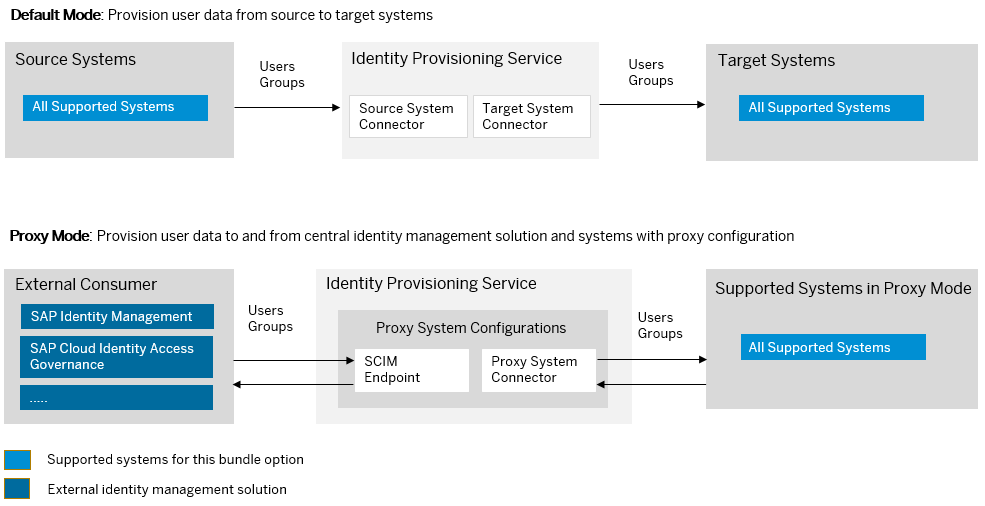 Default Mode: Provision user data from source to target systems
Source Systems
All Supported Systems
Users
Groups
Identity Provisioning Service
Source System
Connector
Target System
Connector
Users
Groups
Target Systems
All Supported Systems
Proxy Mode: Provision user data to and from central identity management solution and systems with proxy configuration
External Consumer
SAP Identity Management
SAP Cloud Identity Access
Governance
.....
Users
Groups
Identity Provisioning Service
Proxy System Configurations
SCIM
Endpoint
Proxy System
Connector
Users
Groups
Supported Systems in Proxy Mode
All Supported Systems
Supported systems for this bundle option
External identity management solution